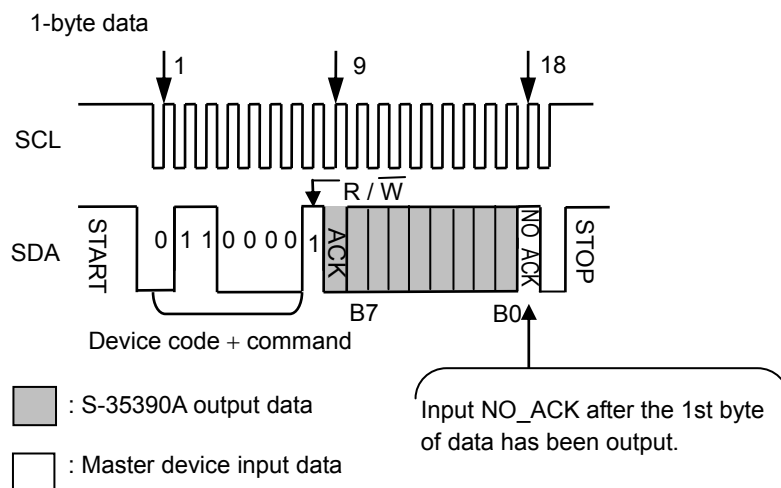 1-byte data
1 9 18
SCL
R / W
SDA START 0 1 1 0 0 0 0 1 ACK NO_ACK STOP
B7 B0
Device code + command
: S-35390A output data
: Master device input data
Input NO_ACK after the 1st byte
of data has been output.